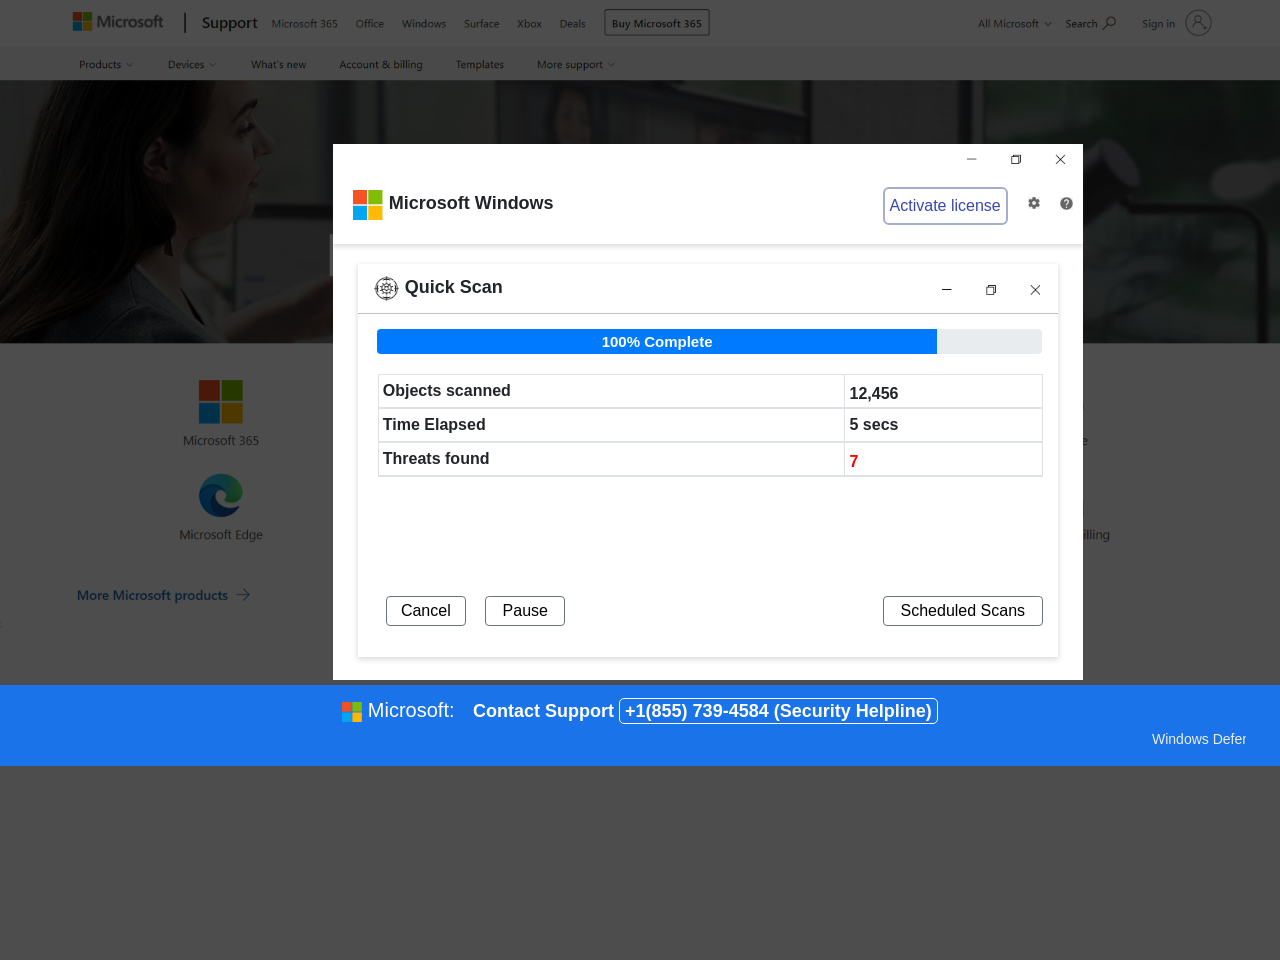 Microsoft Support Microsoft 365 Office Windows Surface Xbox Deals Buy Microsoft 365 All Microsoft Search Sign in
Products Devices What's new Account & billing Templates More support
Microsoft Windows
Activate license
Quick Scan
100% Complete
Objects scanned 12,456
Time Elapsed 5 secs
Threats found 7
Microsoft 365
Microsoft Edge
More Microsoft products
Cancel Pause Scheduled Scans
Microsoft: Contact Support +1(855) 739-4584 (Security Helpline)
Windows Defer